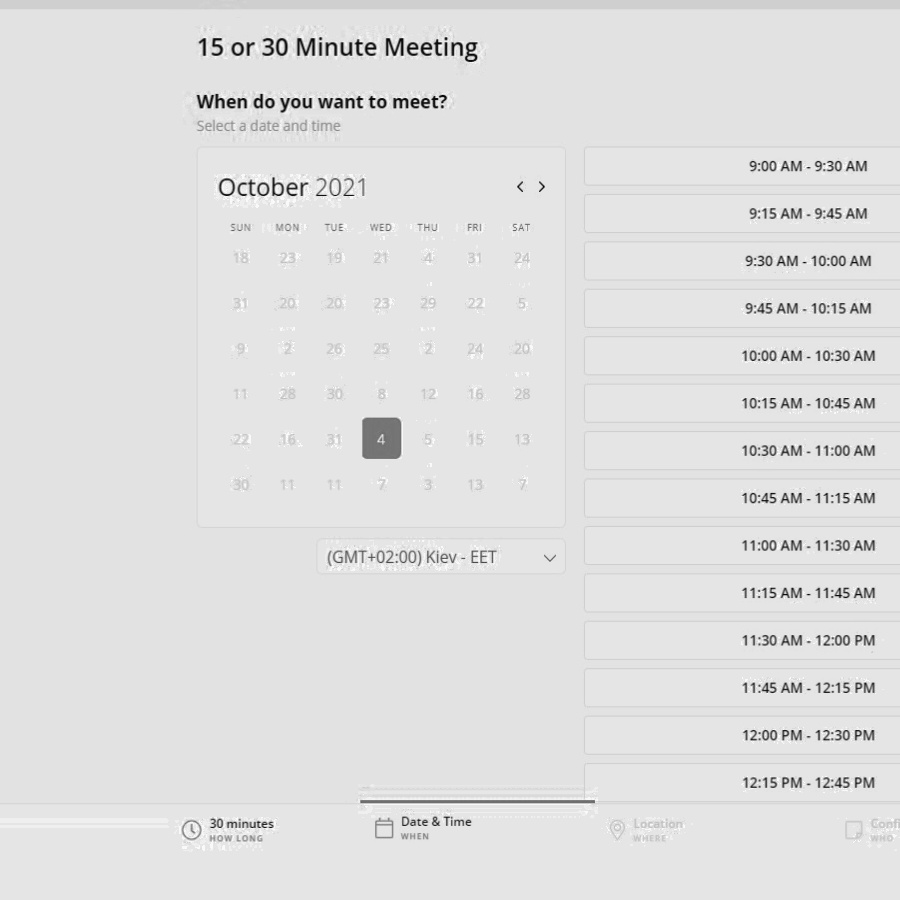 15 or 30 Minute Meeting
When do you want to meet?
Select a date and time
October 2021
SUN MON TUE WED THU FRI SAT
18 23 19 21 4 31 24
31 20 20 23 29 22 5
9 2 26 25 2 24 20
11 28 30 8 12 16 28
22 16 31 4 5 15 13
30 11 11 7 3 13 7
(GMT+02:00) Kiev - EET
9:00 AM - 9:30 AM
9:15 AM - 9:45 AM
9:30 AM - 10:00 AM
9:45 AM - 10:15 AM
10:00 AM - 10:30 AM
10:15 AM - 10:45 AM
10:30 AM - 11:00 AM
10:45 AM - 11:15 AM
11:00 AM - 11:30 AM
11:15 AM - 11:45 AM
11:30 AM - 12:00 PM
11:45 AM - 12:15 PM
12:00 PM - 12:30 PM
12:15 PM - 12:45 PM
30 minutes
HOW LONG
Date & Time
WHEN
Location
WHERE
Confi
WHO